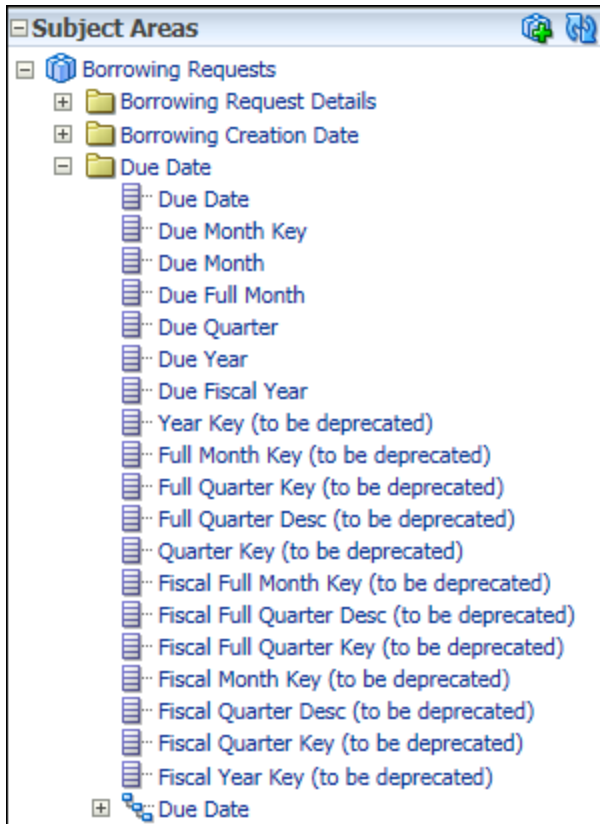 Subject Areas
Borrowing Requests
Borrowing Request Details
Borrowing Creation Date
Due Date
Due Date
Due Month Key
Due Month
Due Full Month
Due Quarter
Due Year
Due Fiscal Year
Year Key (to be deprecated)
Full Month Key (to be deprecated)
Full Quarter Key (to be deprecated)
Full Quarter Desc (to be deprecated)
Quarter Key (to be deprecated)
Fiscal Full Month Key (to be deprecated)
Fiscal Full Quarter Desc (to be deprecated)
Fiscal Full Quarter Key (to be deprecated)
Fiscal Month Key (to be deprecated)
Fiscal Quarter Desc (to be deprecated)
Fiscal Quarter Key (to be deprecated)
Fiscal Year Key (to be deprecated)
Due Date